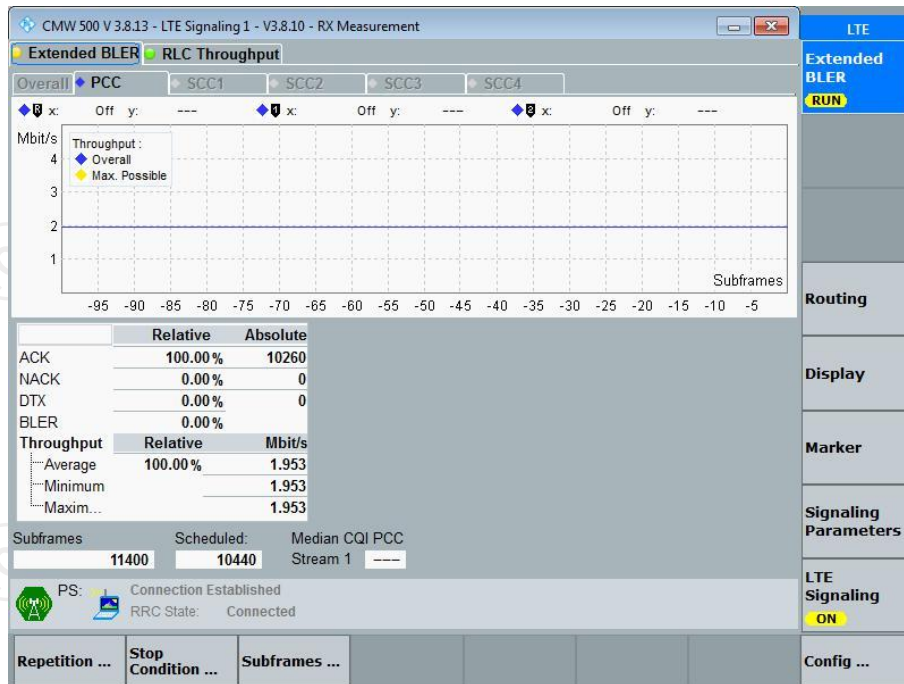 CMW 500 V 3.8.13 - LTE Signaling 1 - V3.8.10 - RX Measurement
LTE
Extended BLER RLC Throughput
Extended BLER
RUN
Overall PCC SCC1 SCC2 SCC3 SCC4
R x: Off y: --- 1 x: Off y: --- 2 x: Off y: ---
Mbit/s
Throughput :
Overall
Max. Possible
4
3
2
1
Subframes
-95 -90 -85 -80 -75 -70 -65 -60 -55 -50 -45 -40 -35 -30 -25 -20 -15 -10 -5
Relative Absolute
ACK 100.00 % 10260
NACK 0.00 % 0
DTX 0.00 % 0
BLER 0.00 %
Throughput Relative Mbit/s
Average 100.00 % 1.953
Minimum 1.953
Maxim... 1.953
Subframes Scheduled: Median CQI PCC
11400 10440 Stream 1 ---
PS: Connection Established
RRC State: Connected
Routing
Display
Marker
Signaling
Parameters
LTE
Signaling
ON
Repetition ... Stop Condition ... Subframes ... Config ...